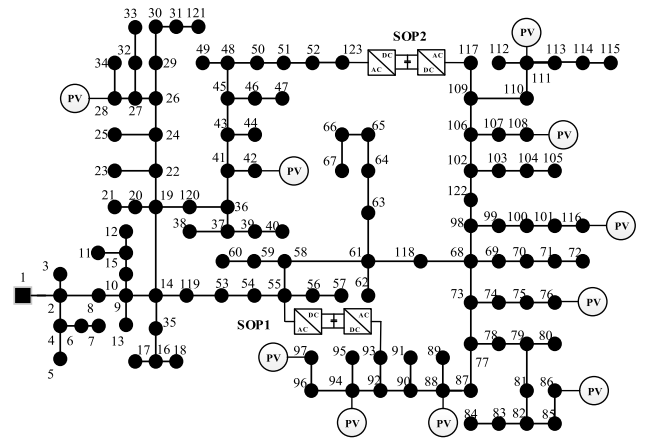 33 30 31 121
SOP2
PV
34 32 29 49 48 50 51 52 123 AC DC DC AC 117 112 113 114 115
111
PV 28 27 26 45 46 47 109 110
25 24 43 44 66 65 106 107 108 PV
23 22 41 42 PV 67 64 102 103 104 105
21 20 19 120 36 63 122
12 38 37 39 40 98 99 100 101 116 PV
11 15 60 59 58 61 118 68 69 70 71 72
1 3 10 14 119 53 54 55 56 57 62 73 74 75 76 PV
2 8 9
4 6 7 13 35 SOP1 AC DC DC AC
5 17 16 18 PV 97 95 93 91 89 78 79 80
77
96 94 92 90 88 87 81 86 PV
PV PV 84 83 82 85